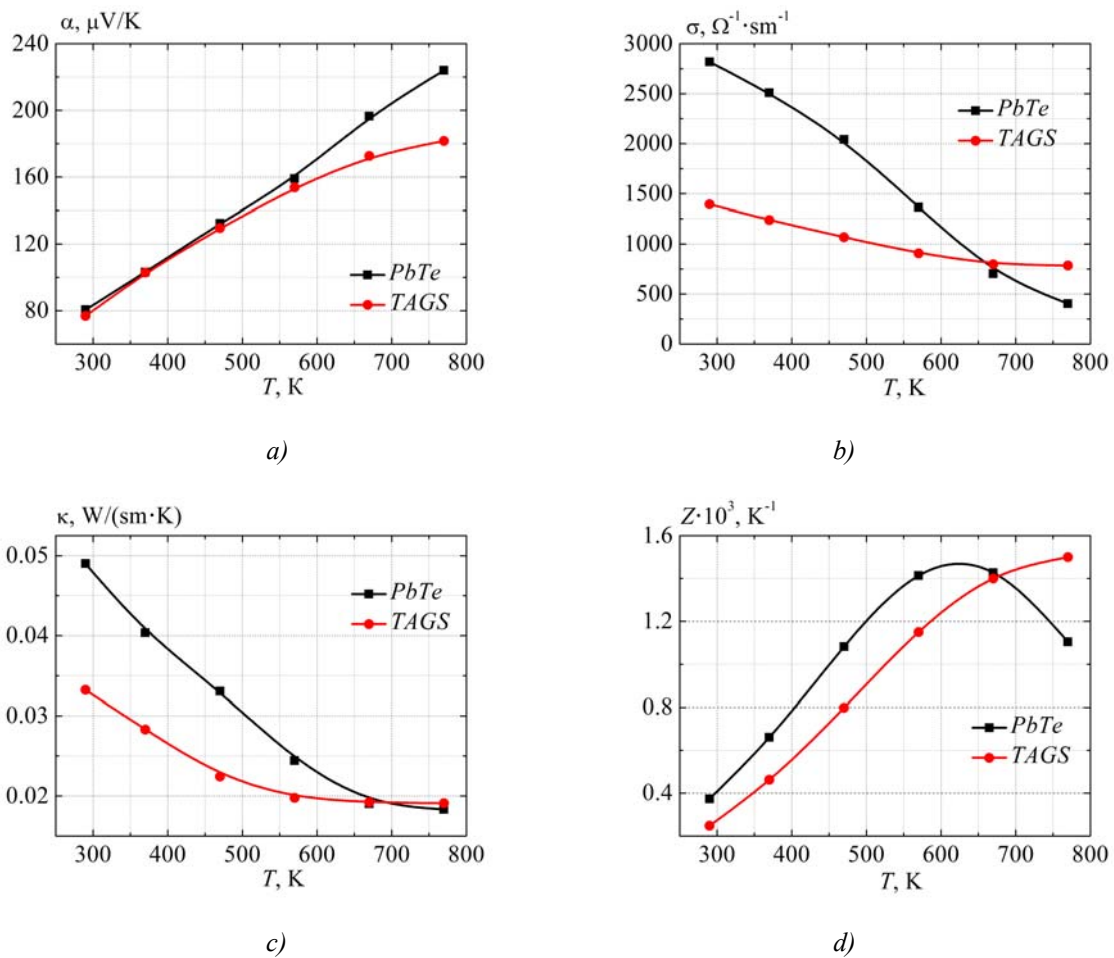 α, μV/K
240
200
160
120
80
PbTe
TAGS
300 400 500 600 700 800
T, K
a)
σ, Ω⁻¹·sm⁻¹
3000
2500
2000
1500
1000
500
0
PbTe
TAGS
300 400 500 600 700 800
T, K
b)
κ, W/(sm·K)
0.05
0.04
0.03
0.02
PbTe
TAGS
300 400 500 600 700 800
T, K
c)
Z·10³, K⁻¹
1.6
1.2
0.8
0.4
PbTe
TAGS
300 400 500 600 700 800
T, K
d)